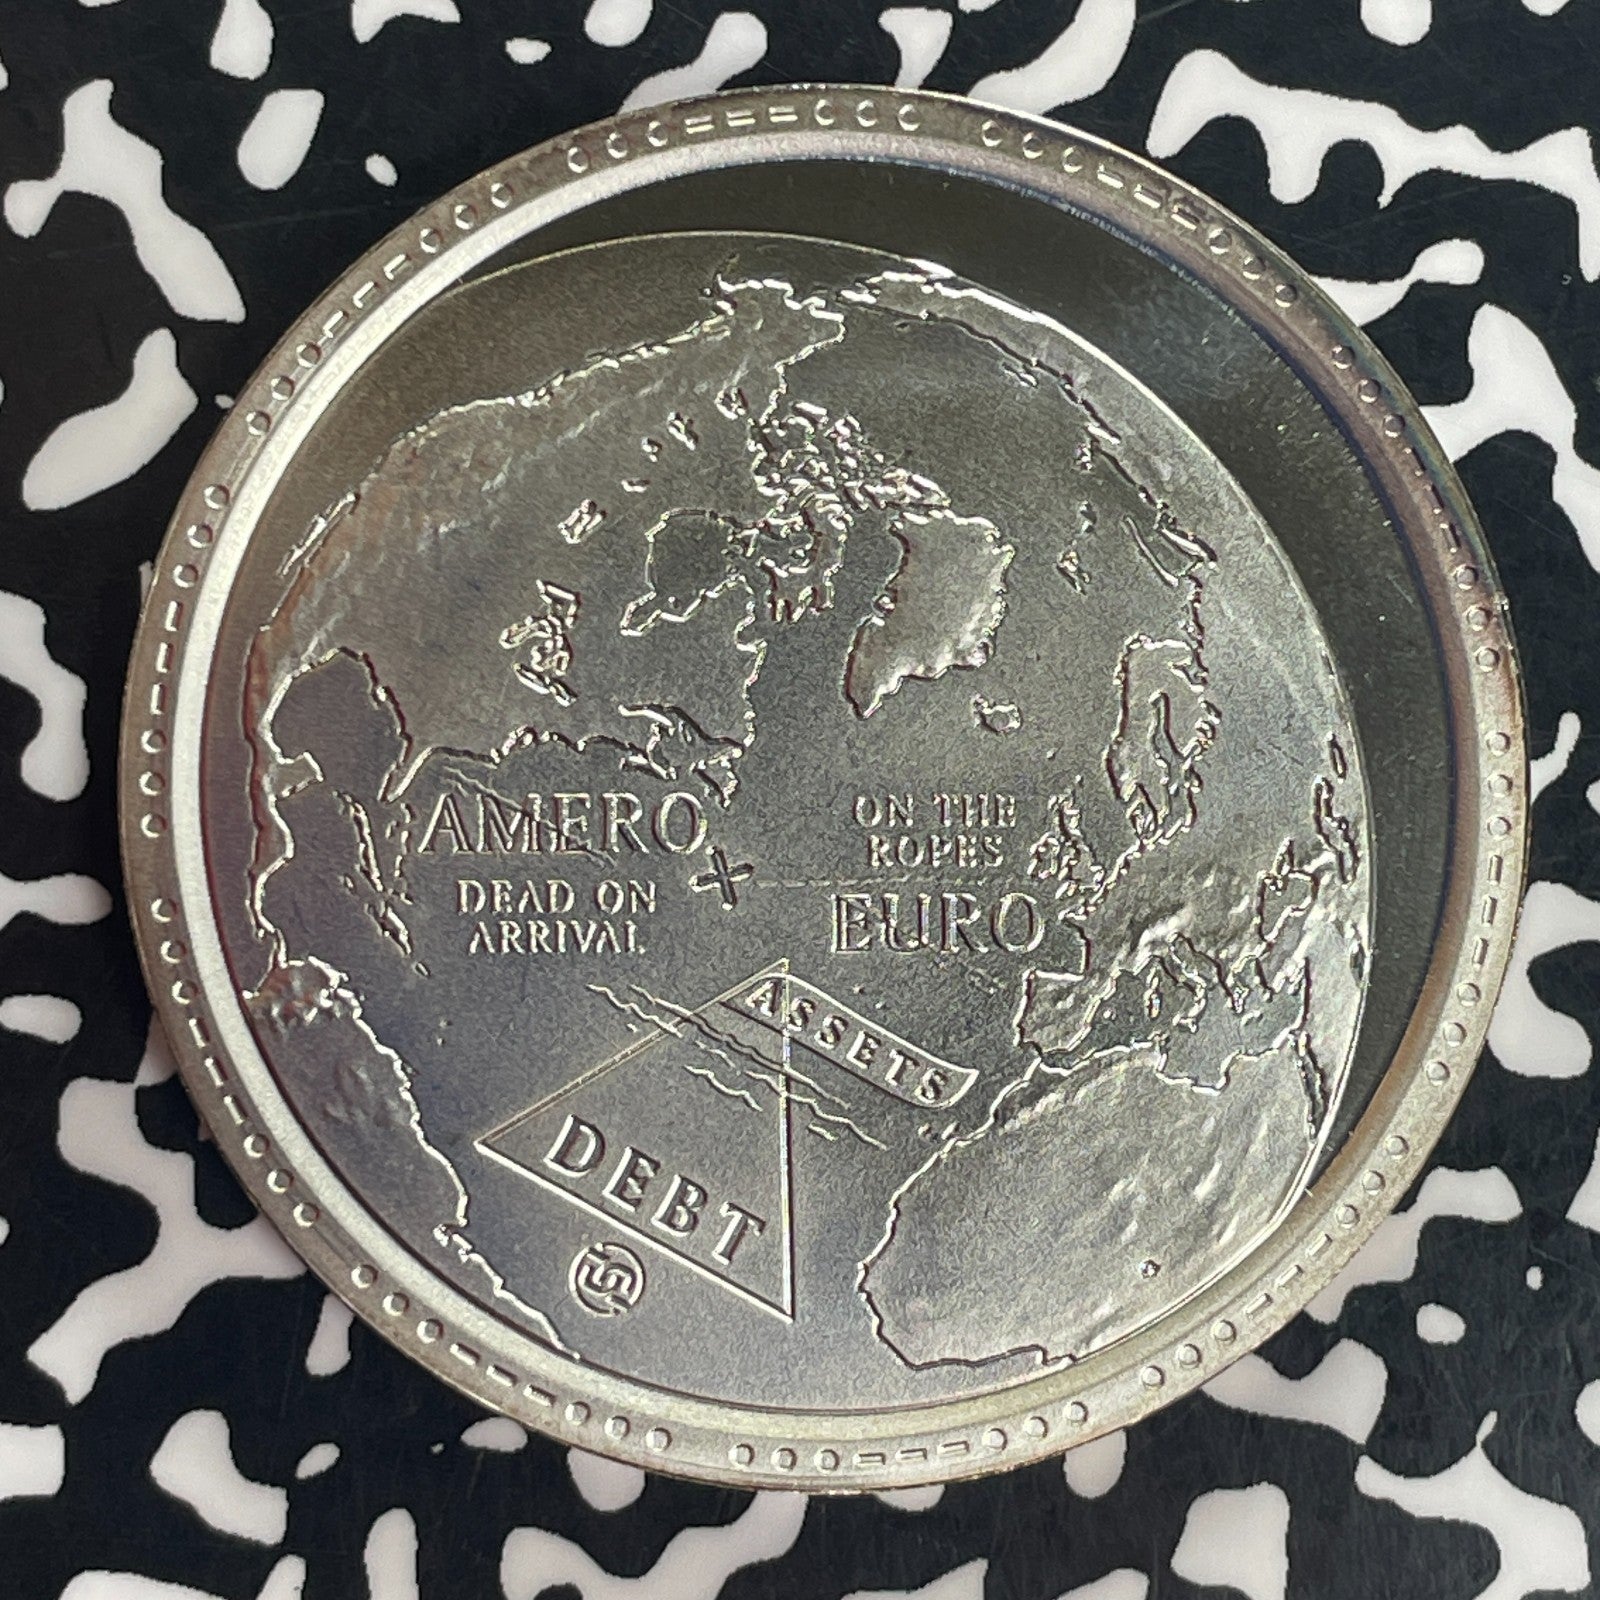 AMERO
DEAD ON
ARRIVAL
ON THE
ROPES
EURO
ASSETS
DEBT